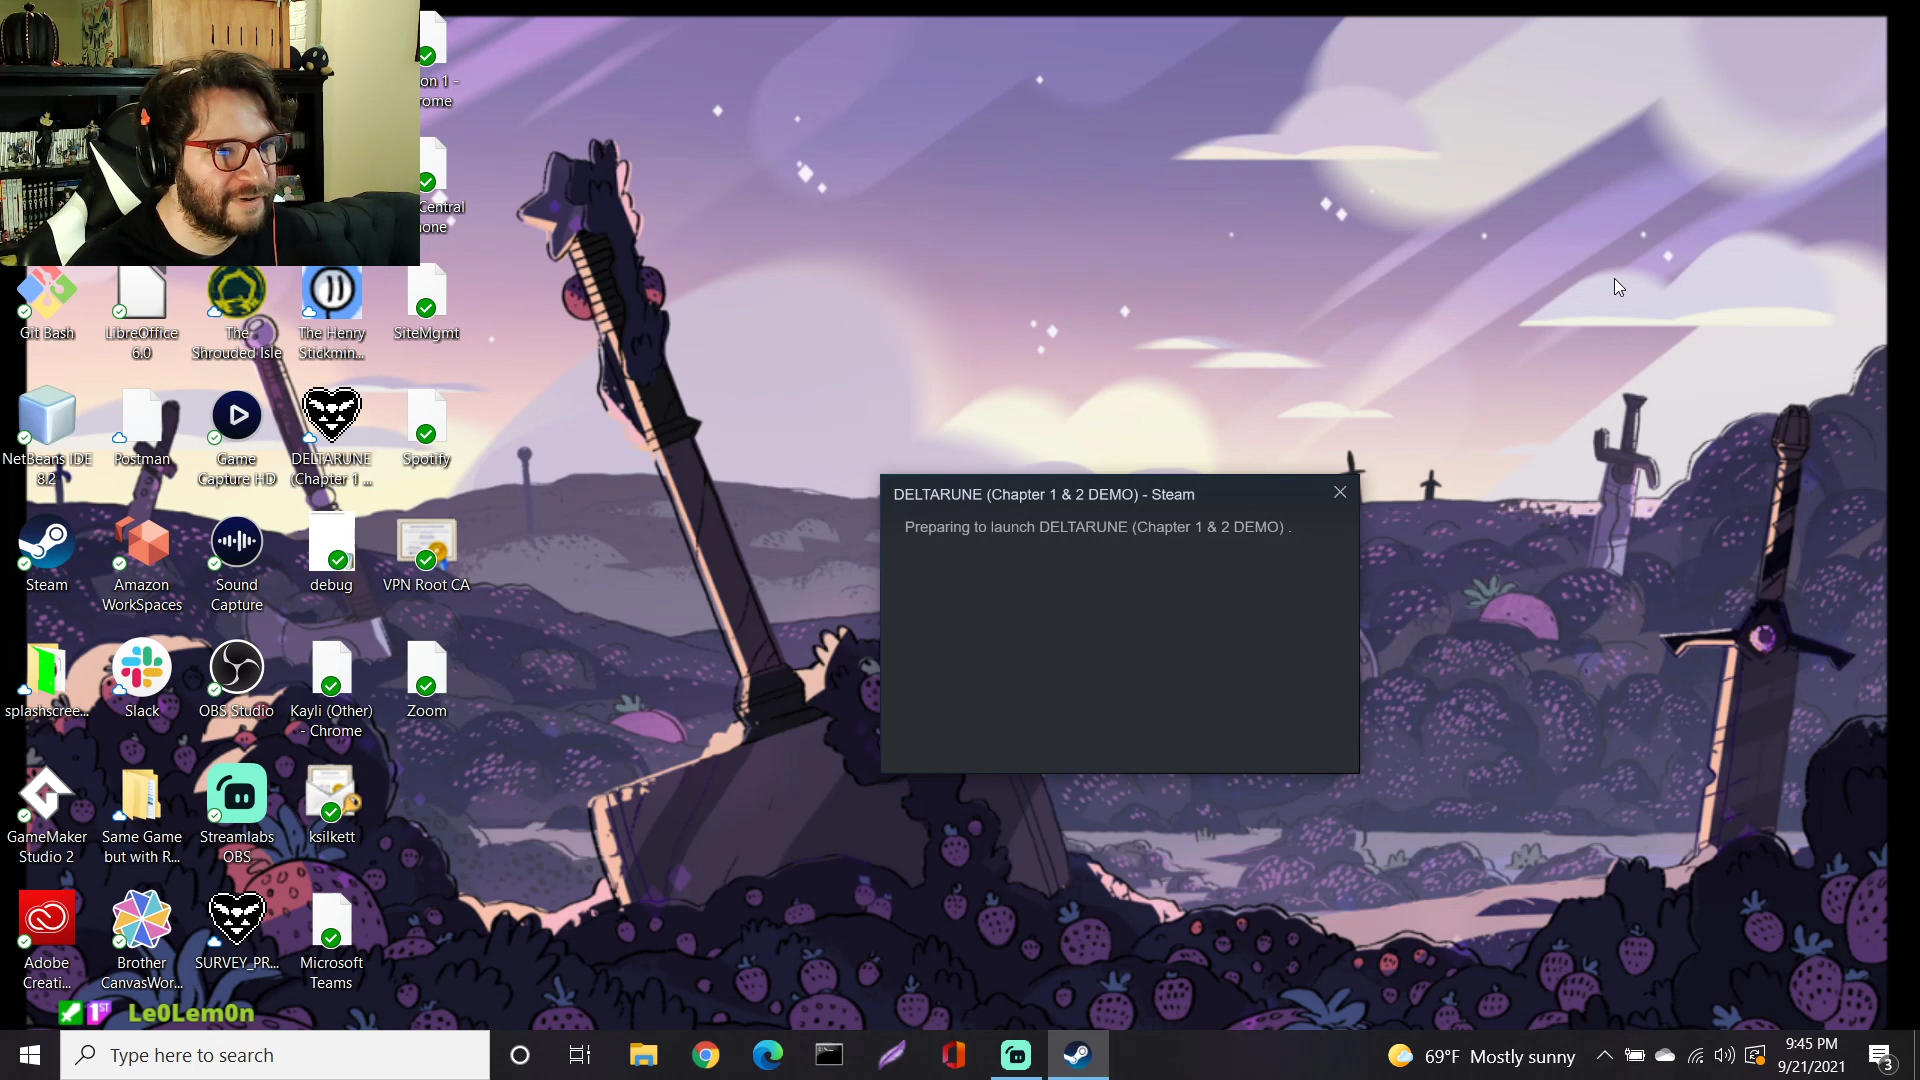 on 1 -
rome
Central
one
Git Bash
LibreOffice
6.0
The
Shrouded Isle
The Henry
Stickmin...
SiteMgmt
NetBeans IDE
8.2
Postman
Game
Capture HD
DELTARUNE
(Chapter 1 ...
Spotify
DELTARUNE (Chapter 1 & 2 DEMO) - Steam
Preparing to launch DELTARUNE (Chapter 1 & 2 DEMO) .
Steam
Amazon
WorkSpaces
Sound
Capture
debug
VPN Root CA
splashscree...
Slack
OBS Studio
Kayli (Other)
- Chrome
Zoom
GameMaker
Studio 2
Same Game
but with R...
Streamlabs
OBS
ksilkett
Adobe
Creati...
Brother
CanvasWor...
SURVEY_PR...
Microsoft
Teams
1ST Le0Lem0n
Type here to search
69°F Mostly sunny
9:45 PM
9/21/2021
3